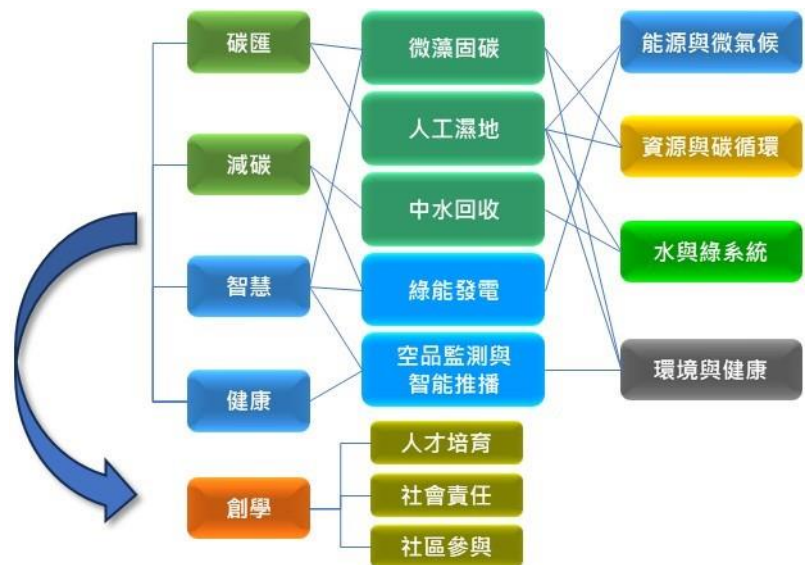 碳匯
減碳
智慧
健康
創學
微藻固碳
人工濕地
中水回收
綠能發電
空品監測與
智能推播
人才培育
社會責任
社區參與
能源與微氣候
資源與碳循環
水與綠系統
環境與健康